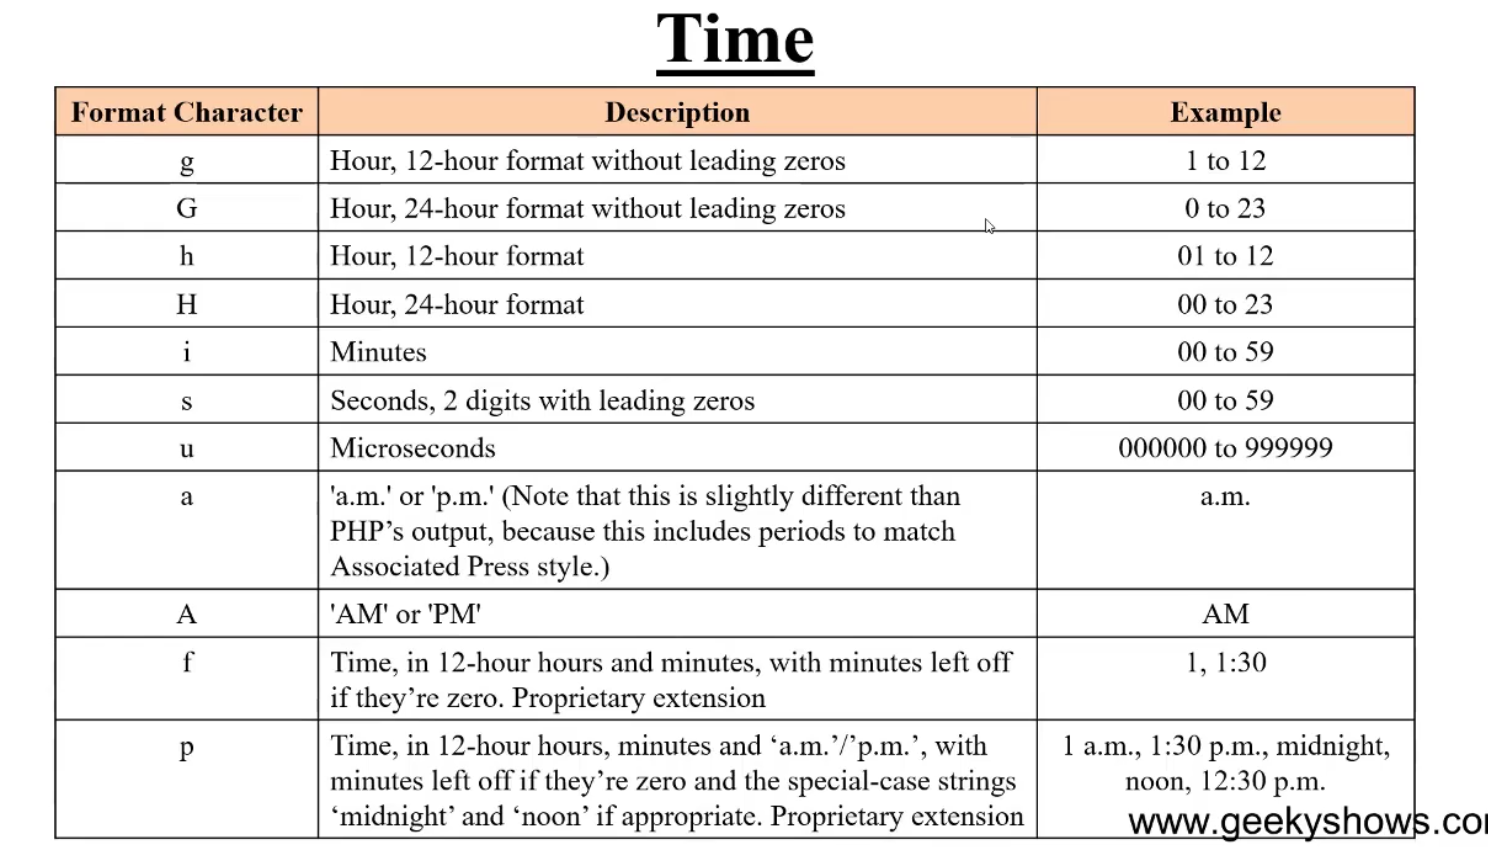 Time
Format Character Description Example
g Hour, 12-hour format without leading zeros 1 to 12
G Hour, 24-hour format without leading zeros 0 to 23
h Hour, 12-hour format 01 to 12
H Hour, 24-hour format 00 to 23
i Minutes 00 to 59
s Seconds, 2 digits with leading zeros 00 to 59
u Microseconds 000000 to 999999
a 'a.m.' or 'p.m.' (Note that this is slightly different than a.m.
PHP’s output, because this includes periods to match
Associated Press style.)
A 'AM' or 'PM' AM
f Time, in 12-hour hours and minutes, with minutes left off 1, 1:30
if they’re zero. Proprietary extension
p Time, in 12-hour hours, minutes and ‘a.m.’/’p.m.’, with 1 a.m., 1:30 p.m., midnight,
minutes left off if they’re zero and the special-case strings noon, 12:30 p.m.
‘midnight’ and ‘noon’ if appropriate. Proprietary extension
www.geekyshows.co